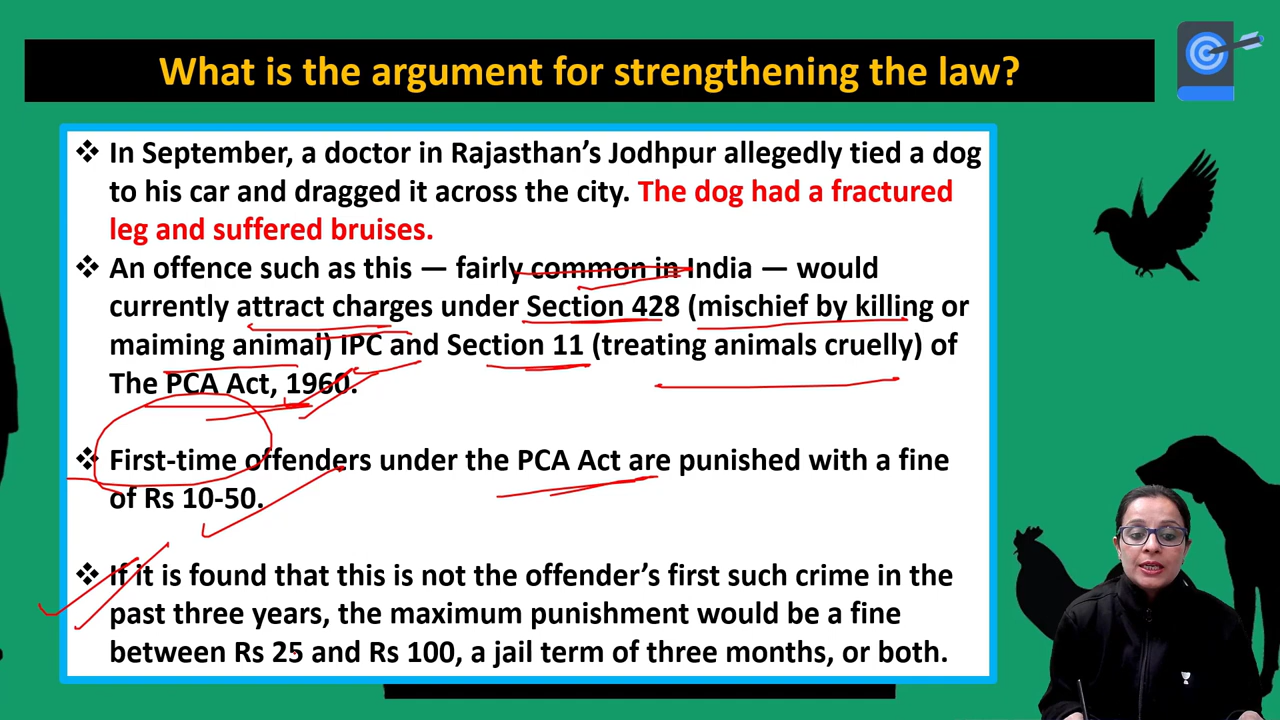 What is the argument for strengthening the law?
❖ In September, a doctor in Rajasthan’s Jodhpur allegedly tied a dog
to his car and dragged it across the city. The dog had a fractured
leg and suffered bruises.
❖ An offence such as this — fairly common in India — would
currently attract charges under Section 428 (mischief by killing or
maiming animal) IPC and Section 11 (treating animals cruelly) of
The PCA Act, 1960.
❖ First-time offenders under the PCA Act are punished with a fine
of Rs 10-50.
❖ If it is found that this is not the offender’s first such crime in the
past three years, the maximum punishment would be a fine
between Rs 25 and Rs 100, a jail term of three months, or both.